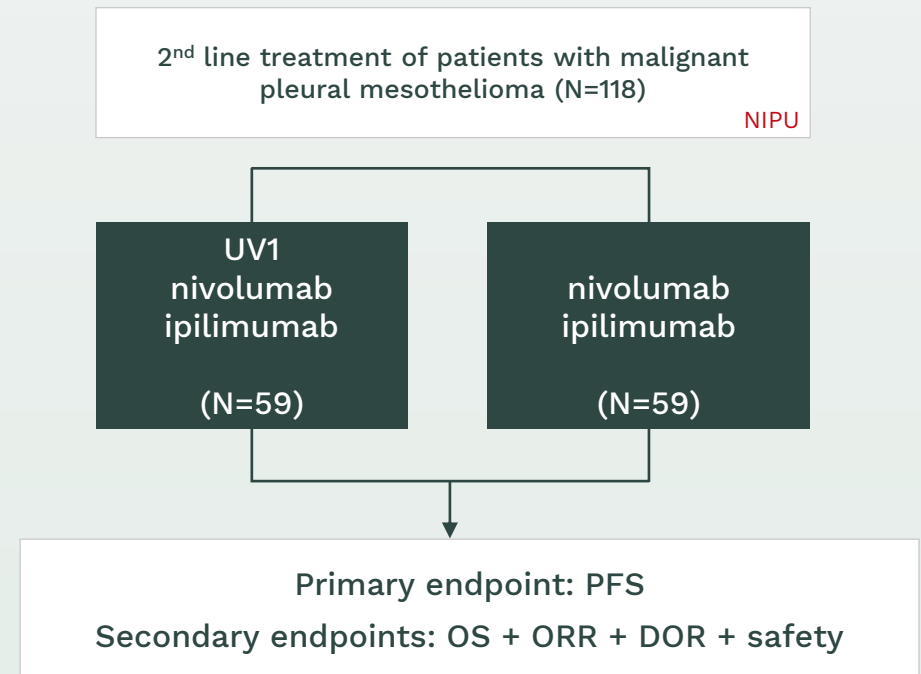 2nd line treatment of patients with malignant
pleural mesothelioma (N=118)
NIPU
UV1
nivolumab
ipilimumab
(N=59)
nivolumab
ipilimumab
(N=59)
Primary endpoint: PFS
Secondary endpoints: OS + ORR + DOR + safety